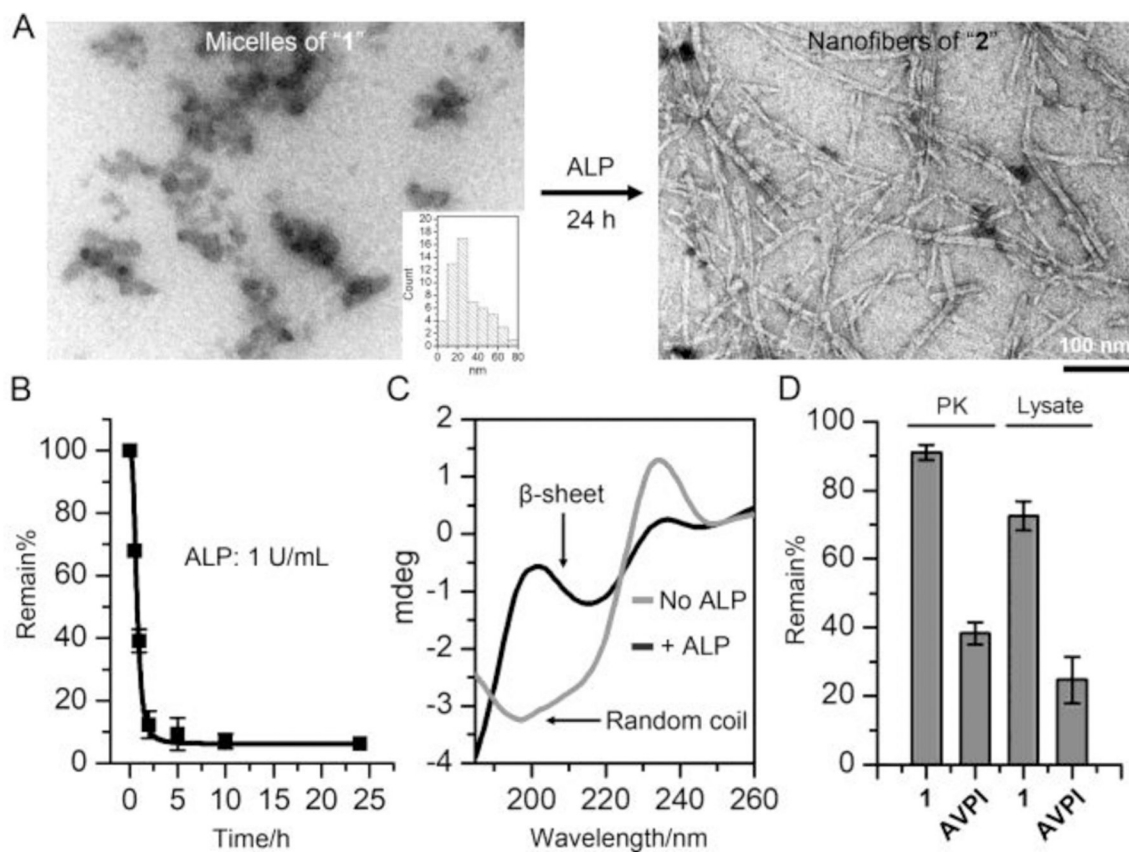 A
Micelles of "1"
ALP
24 h
Nanofibers of "2"
100 nm
20
18
16
14
12
10
8
6
4
2
0
Count
0 20 40 60 80
nm
B
100
80
60
40
20
0
Remain%
ALP: 1 U/mL
0 5 10 15 20 25
Time/h
C
2
1
0
-1
-2
-3
-4
mdeg
β-sheet
No ALP
+ ALP
Random coil
200 220 240 260
Wavelength/nm
D
PK Lysate
100
80
60
40
20
0
Remain%
1 AVPI 1 AVPI